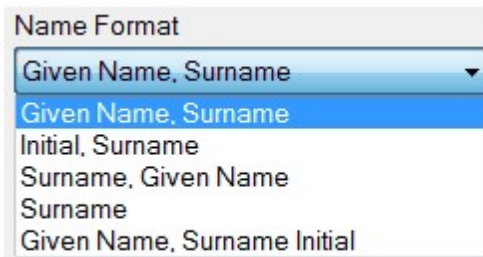 Name Format
Given Name, Surname
Given Name, Surname
Initial, Surname
Surname, Given Name
Surname
Given Name, Surname Initial